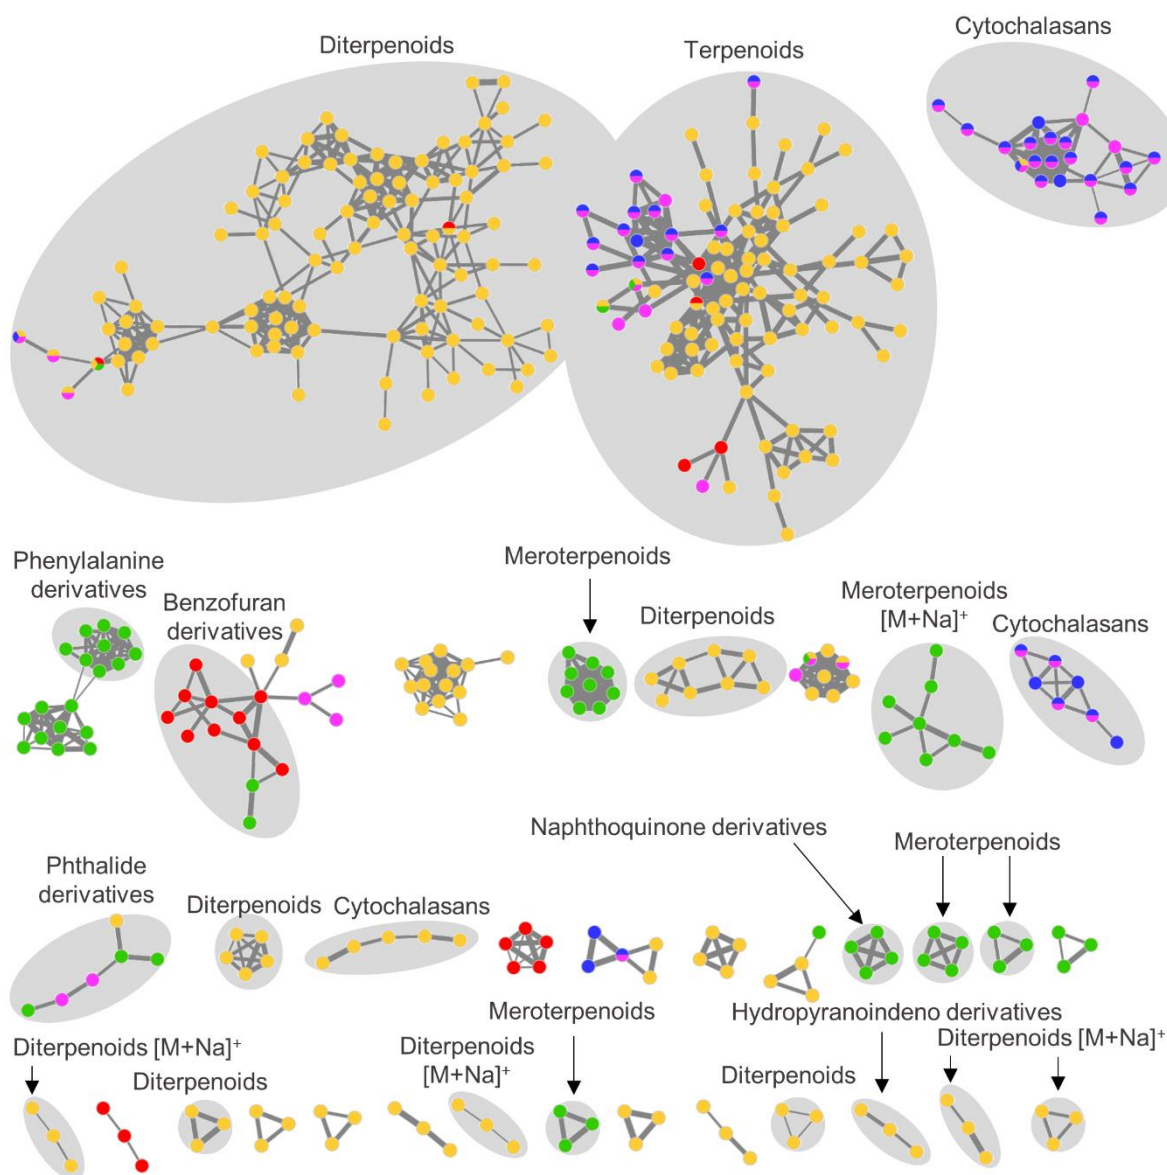 Diterpenoids
Terpenoids
Cytochalasans
Phenylalanine
derivatives
Benzofuran
derivatives
Meroterpenoids
Diterpenoids
Meroterpenoids
[M+Na]⁺
Cytochalasans
Naphthoquinone derivatives
Meroterpenoids
Phthalide
derivatives
Diterpenoids
Cytochalasans
Meroterpenoids
Hydropyranoindeno derivatives
Diterpenoids [M+Na]⁺
Diterpenoids
Diterpenoids
[M+Na]⁺
Diterpenoids
Diterpenoids [M+Na]⁺